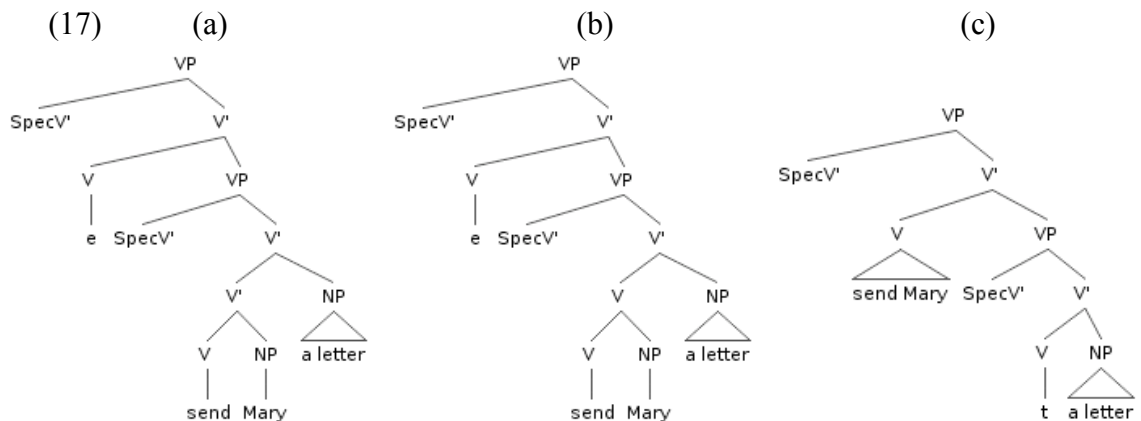 (17) (a) (b) (c)
VP VP
SpecV' V' SpecV' V' VP
V VP V VP SpecV' V'
e SpecV' V' e SpecV' V' V VP
V' NP V NP send Mary SpecV' V'
V NP a letter V NP a letter V NP
send Mary send Mary t a letter